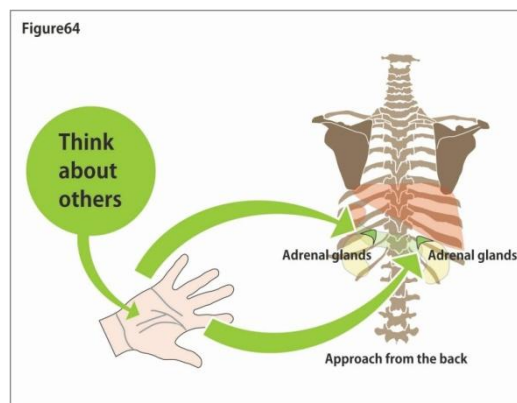 Figure64
Think
about
others
Adrenal glands
Adrenal glands
Approach from the back